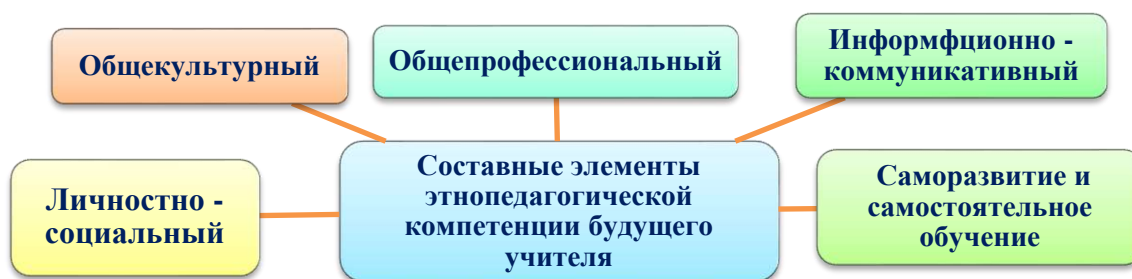 Общекультурный
Общепрофессиональный
Информфционно -
коммуникативный
Личностно -
социальный
Составные элементы
этнопедагогической
компетенции будущего
учителя
Саморазвитие и
самостоятельное
обучение